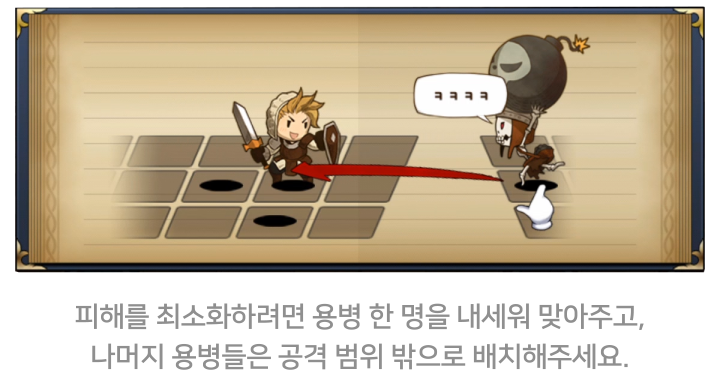 ㅋㅋㅋㅋ
피해를 최소화하려면 용병 한 명을 내세워 맞아주고,
나머지 용병들은 공격 범위 밖으로 배치해주세요.